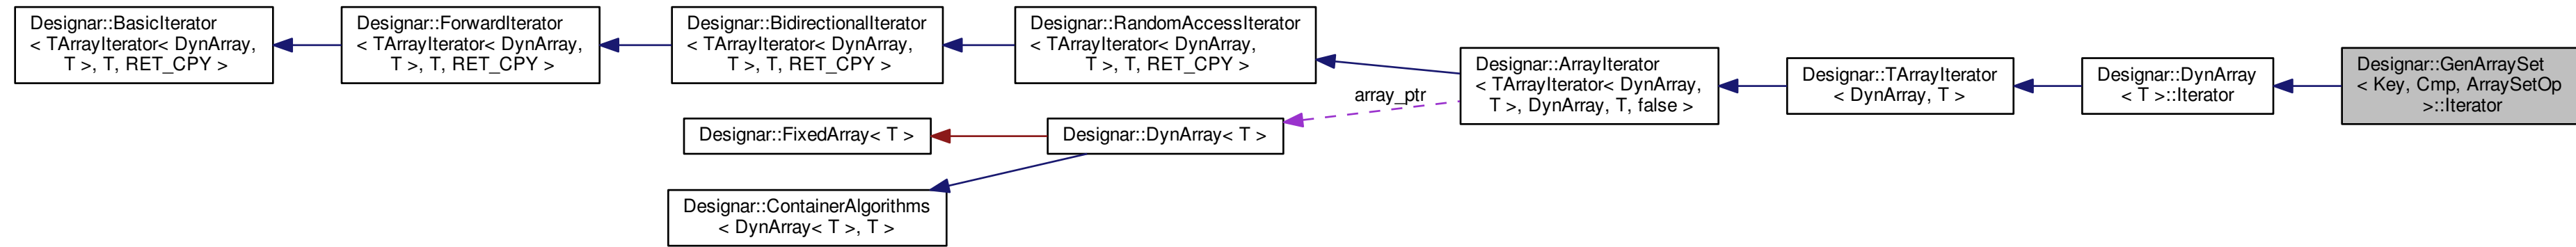 Designar::BasicIterator
< TArrayIterator< DynArray,
T >, T, RET_CPY >
Designar::ForwardIterator
< TArrayIterator< DynArray,
T >, T, RET_CPY >
Designar::BidirectionalIterator
< TArrayIterator< DynArray,
T >, T, RET_CPY >
Designar::RandomAccessIterator
< TArrayIterator< DynArray,
T >, T, RET_CPY >
Designar::ArrayIterator
< TArrayIterator< DynArray,
T >, DynArray, T, false >
Designar::TArrayIterator
< DynArray, T >
Designar::DynArray
< T >::Iterator
Designar::GenArraySet
< Key, Cmp, ArraySetOp
>::Iterator
array_ptr
Designar::FixedArray< T >
Designar::DynArray< T >
Designar::ContainerAlgorithms
< DynArray< T >, T >